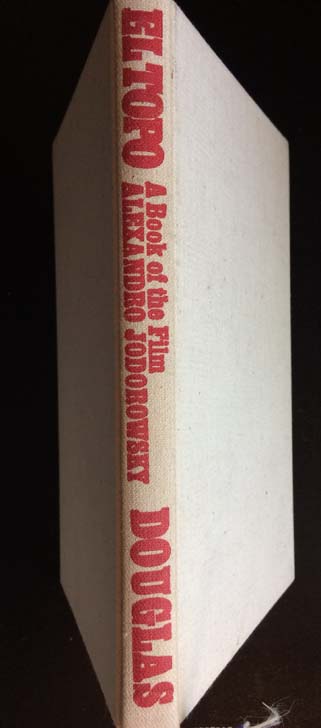 EL TOPO
A Book of the Film
ALEXANDRO JODOROWSKY
DOUGLAS